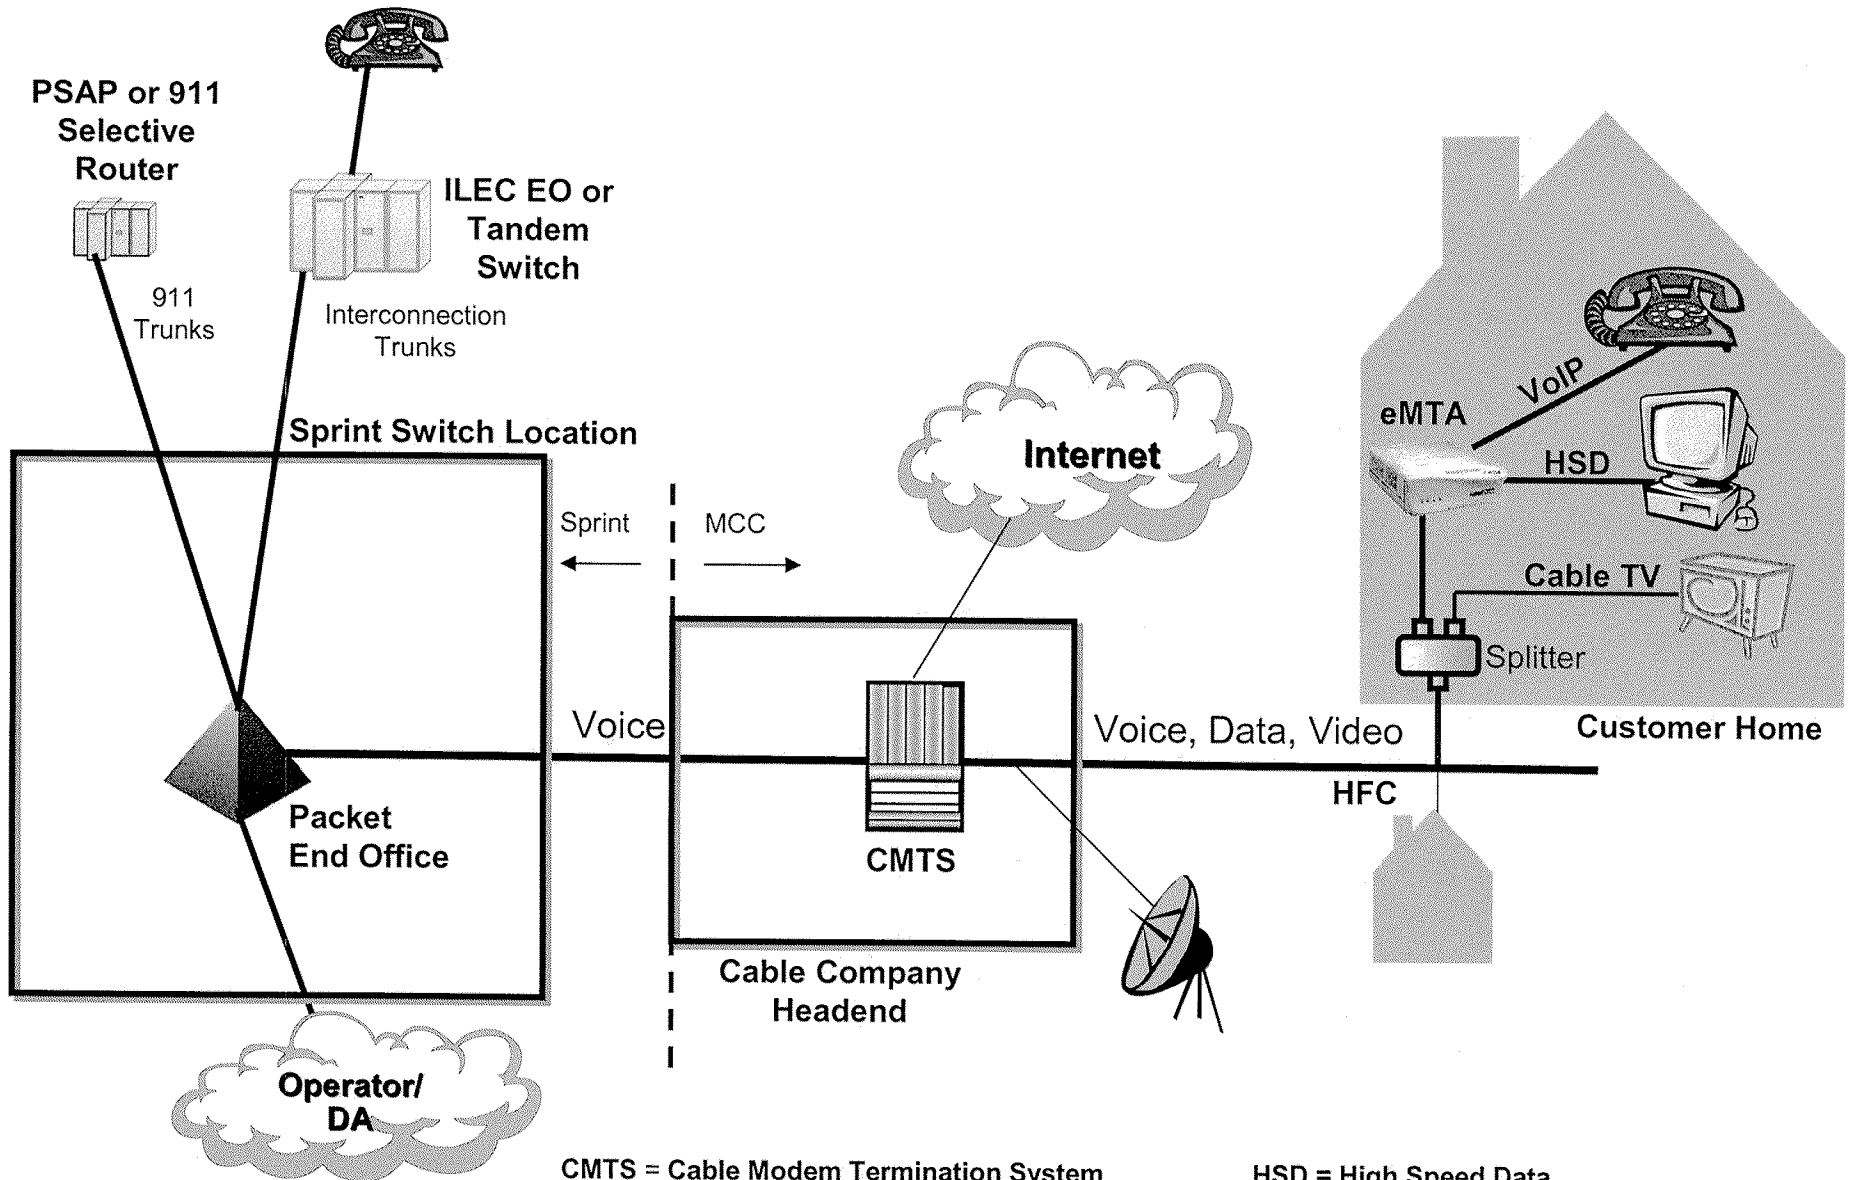 PSAP or 911
Selective
Router
ILEC EO or
Tandem
Switch
911
Trunks
Interconnection
Trunks
Sprint Switch Location
Sprint
MCC
Internet
VoIP
eMTA
HSD
Cable TV
Splitter
Customer Home
Voice
Voice, Data, Video
HFC
Packet
End Office
CMTS
Cable Company
Headend
Operator/
DA
CMTS = Cable Modem Termination System
HSD = High Speed Data